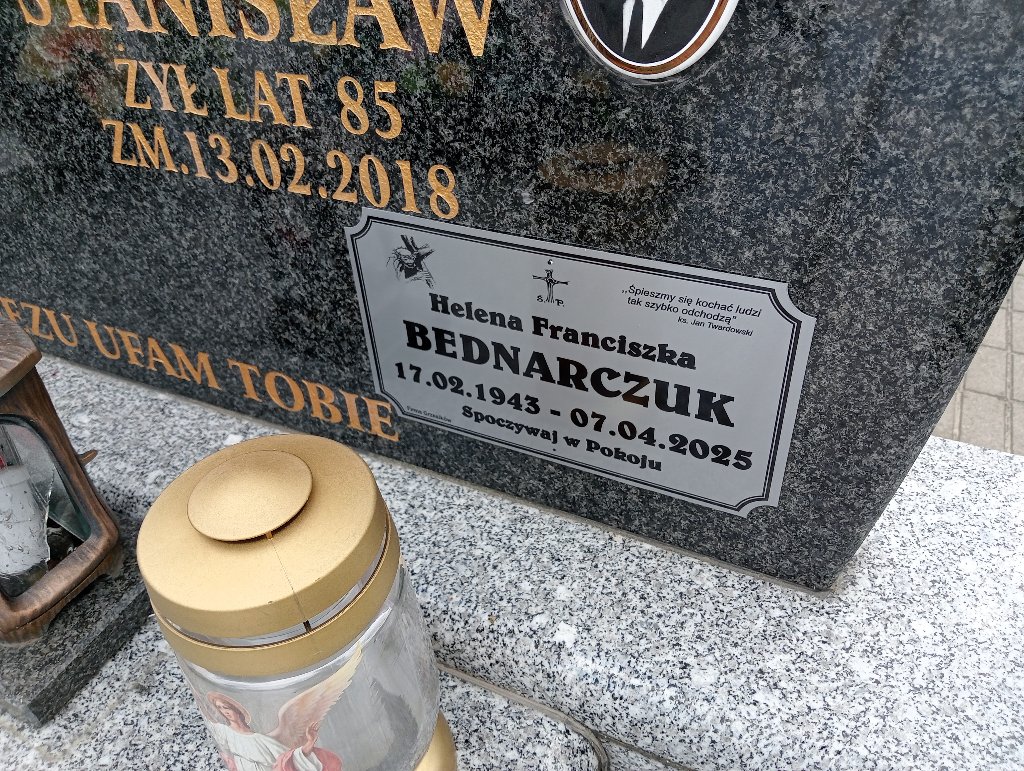 STANISŁAW
ŻYŁ LAT 85
ZM.13.02.2018
EZU UFAM TOBIE
Ś. P.
,,Śpieszmy się kochać ludzi
tak szybko odchodzą"
ks. Jan Twardowski
Helena Franciszka
BEDNARCZUK
17.02.1943 - 07.04.2025
Spoczywaj w Pokoju